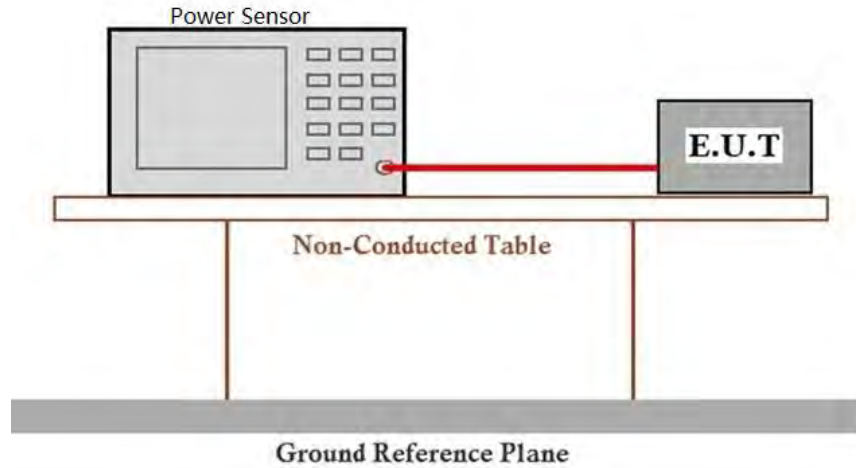 Power Sensor
E.U.T
Non-Conducted Table
Ground Reference Plane